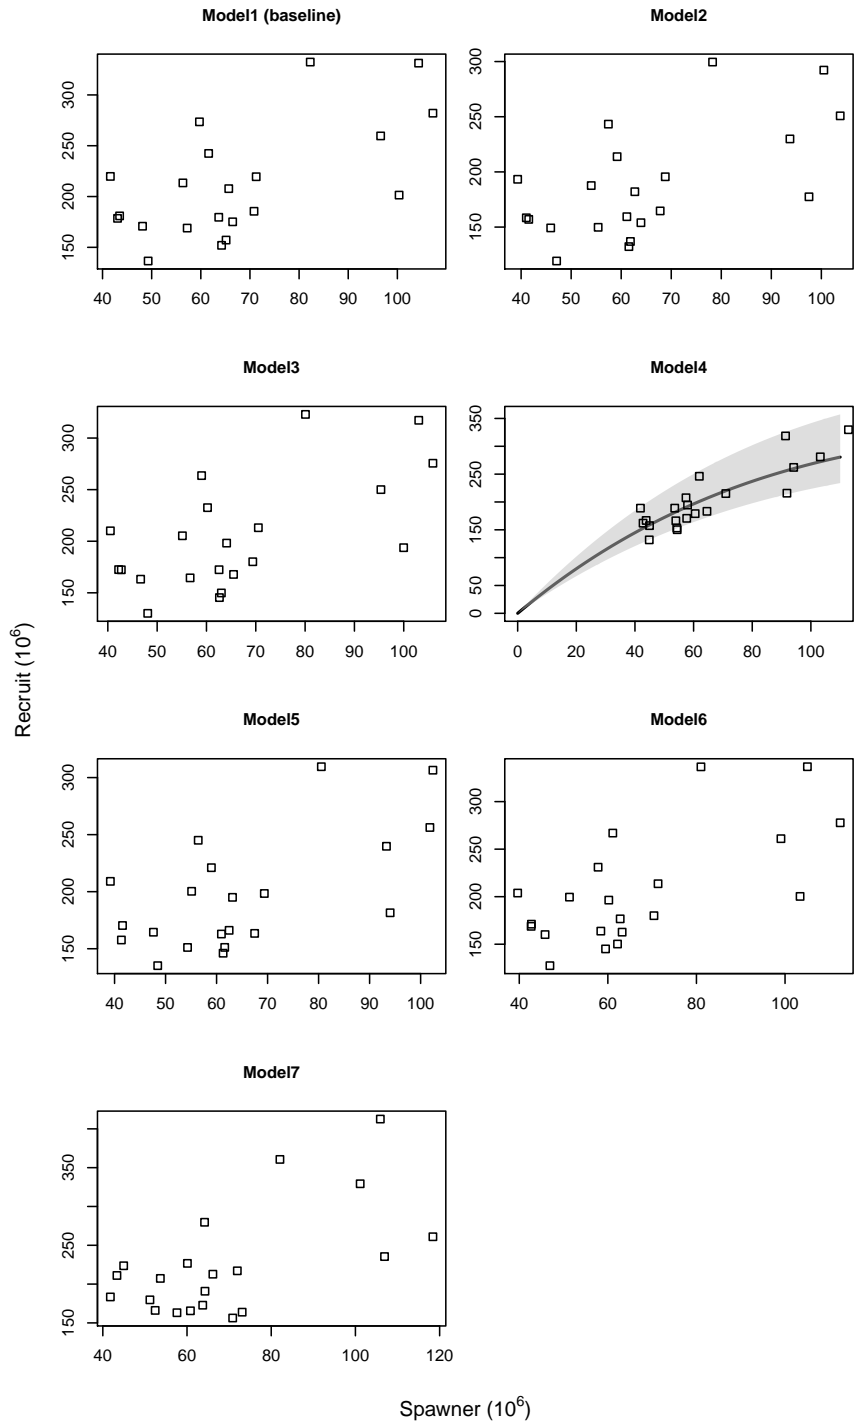 Model1 (baseline)
Model2
150 200 250 300
40 50 60 70 80 90 100
150 200 250 300
40 50 60 70 80 90 100
Model3
Model4
150 200 250 300
40 50 60 70 80 90 100
0 50 150 250 350
0 20 40 60 80 100
Recruit (10⁶)
Model5
Model6
150 200 250 300
40 50 60 70 80 90 100
150 200 250 300
40 60 80 100
Model7
150 250 350
40 60 80 100 120
Spawner (10⁶)